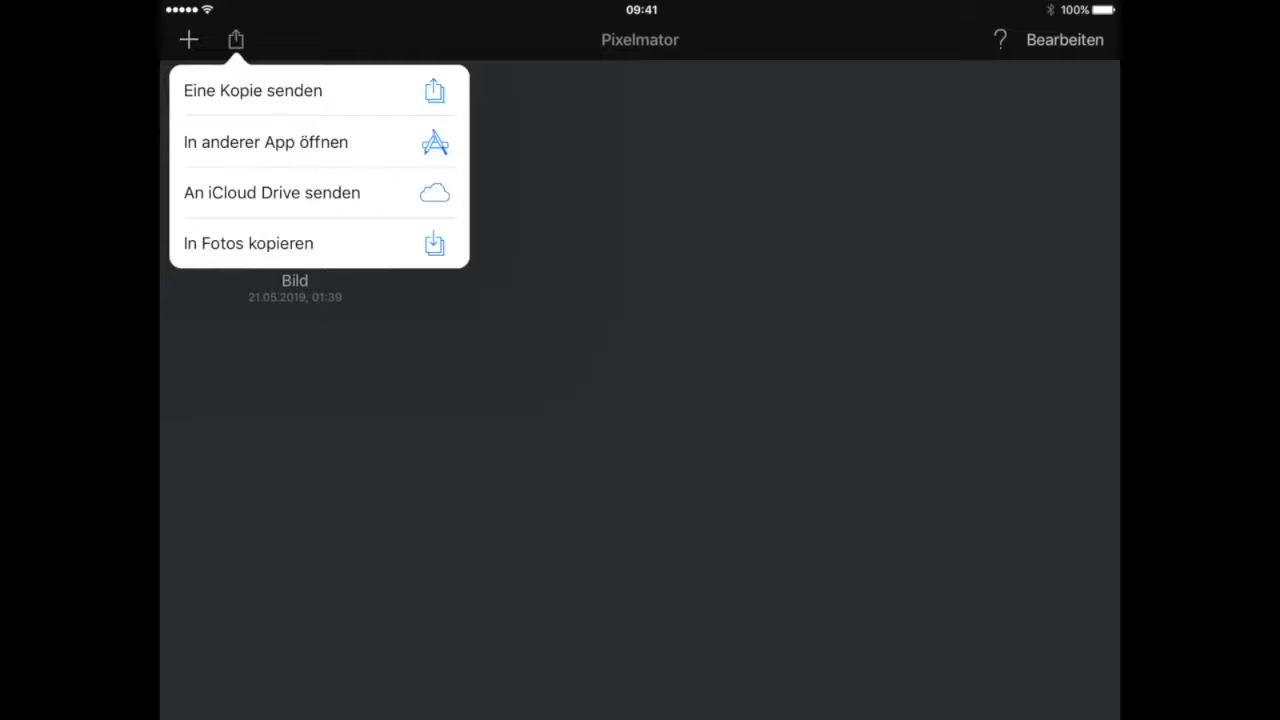 09:41
100%
Pixelmator
?
Bearbeiten
Eine Kopie senden
In anderer App öffnen
An iCloud Drive senden
In Fotos kopieren
Bild
21.05.2019, 01:39